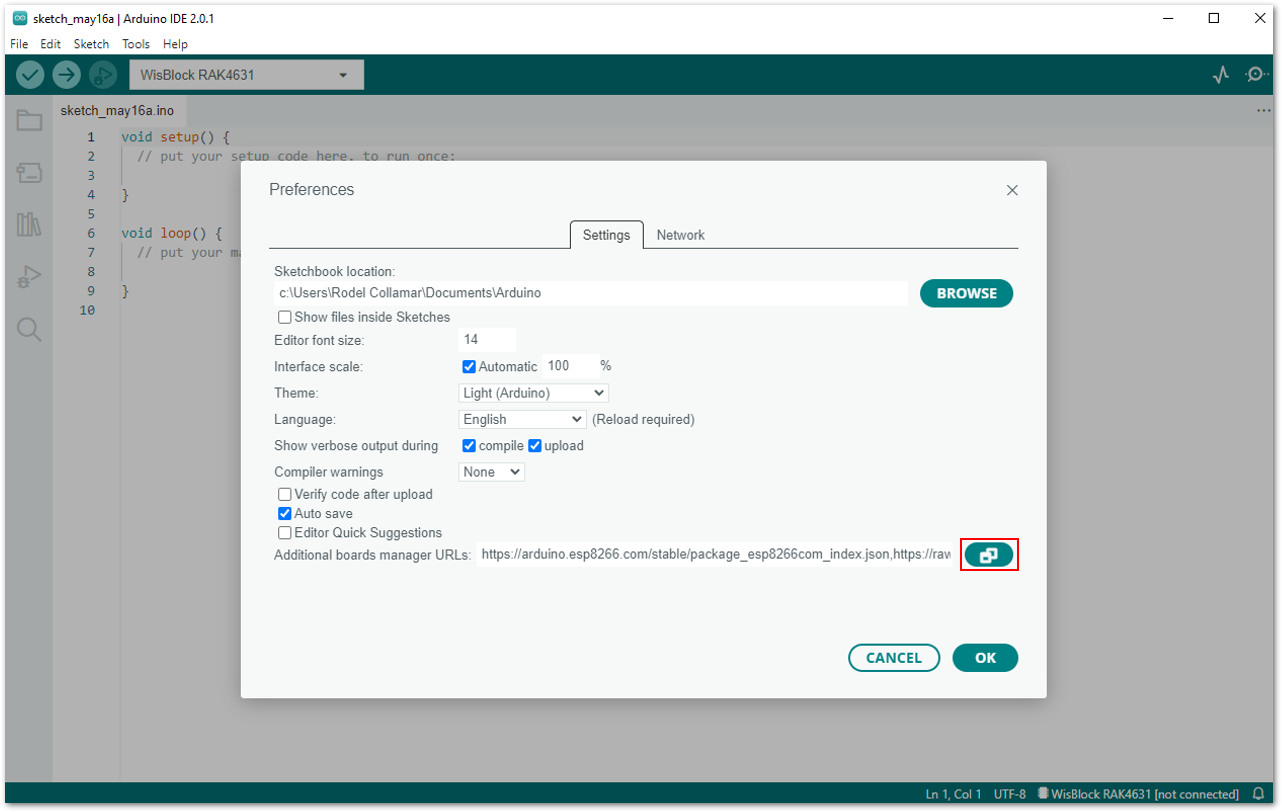 sketch_may16a | Arduino IDE 2.0.1
File Edit Sketch Tools Help
WisBlock RAK4631
sketch_may16a.ino
1 void setup() {
2 // put your setup code here, to run once:
3
4 }
5
6 void loop() {
7 // put your
8
9 }
10
Preferences
Settings Network
Sketchbook location:
c:\Users\Rodel Collamar\Documents\Arduino
BROWSE
Show files inside Sketches
Editor font size: 14
Interface scale: Automatic 100 %
Theme: Light (Arduino)
Language: English (Reload required)
Show verbose output during compile upload
Compiler warnings None
Verify code after upload
Auto save
Editor Quick Suggestions
Additional boards manager URLs: https://arduino.esp8266.com/stable/package_esp8266com_index.json,https://raw
CANCEL OK
Ln 1, Col 1 UTF-8 WisBlock RAK4631 [not connected]